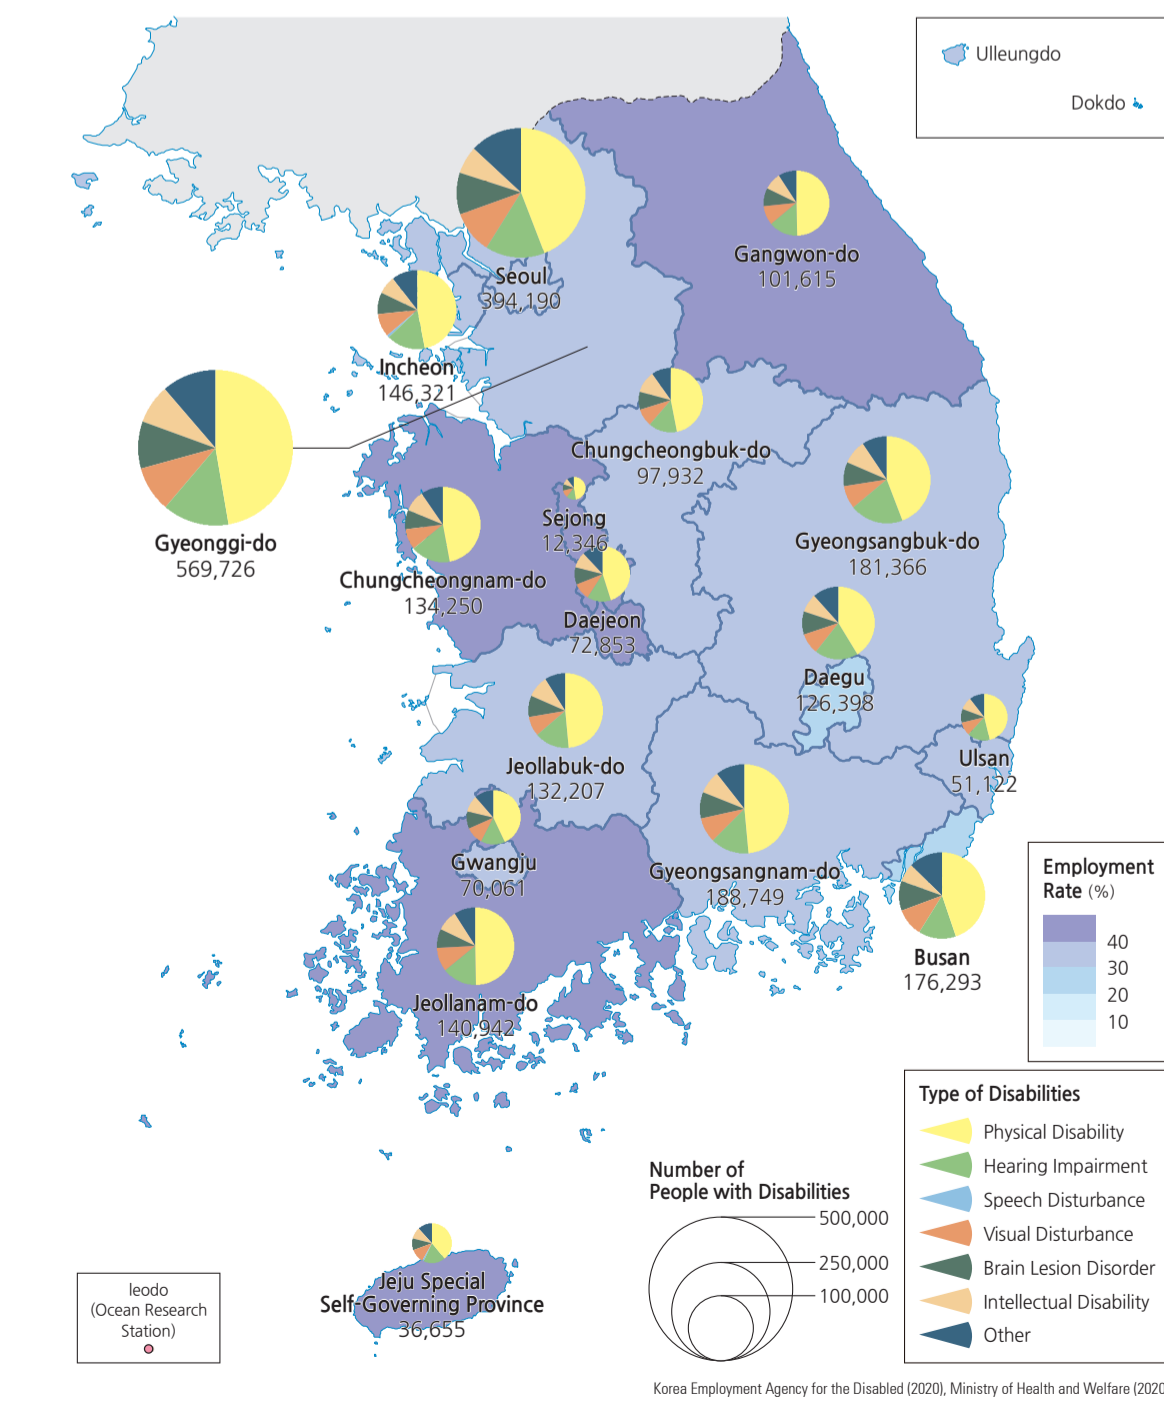 Ulleungdo
Dokdo
Seoul
394,190
Gangwon-do
101,615
Incheon
146,321
Gyeonggi-do
569,726
Chungcheongbuk-do
97,932
Sejong
12,346
Chungcheongnam-do
134,250
Daejeon
72,853
Gyeongsangbuk-do
181,366
Daegu
126,398
Ulsan
51,122
Jeollabuk-do
132,207
Gwangju
70,061
Gyeongsangnam-do
188,749
Busan
176,293
Jeollanam-do
140,942
Jeju Special
Self-Governing Province
36,655
Ieodo
(Ocean Research
Station)
Employment
Rate (%)
40
30
20
10
Number of
People with Disabilities
500,000
250,000
100,000
Type of Disabilities
Physical Disability
Hearing Impairment
Speech Disturbance
Visual Disturbance
Brain Lesion Disorder
Intellectual Disability
Other
Korea Employment Agency for the Disabled (2020), Ministry of Health and Welfare (2020